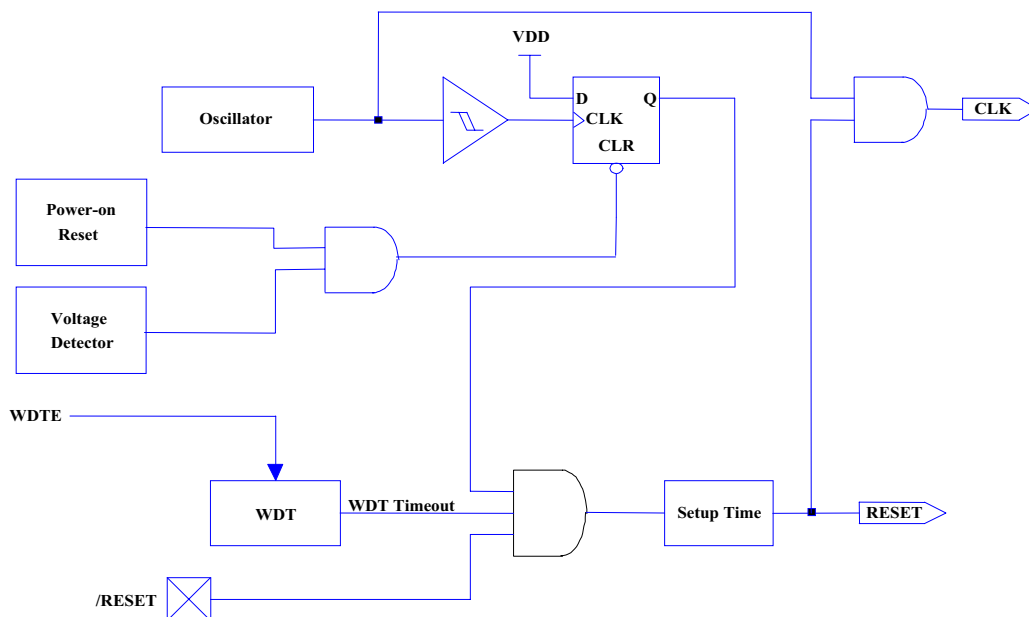 VDD
Oscillator
D
Q
CLK
CLR
CLK
Power-on
Reset
Voltage
Detector
WDTE
WDT
WDT Timeout
Setup Time
RESET
/RESET